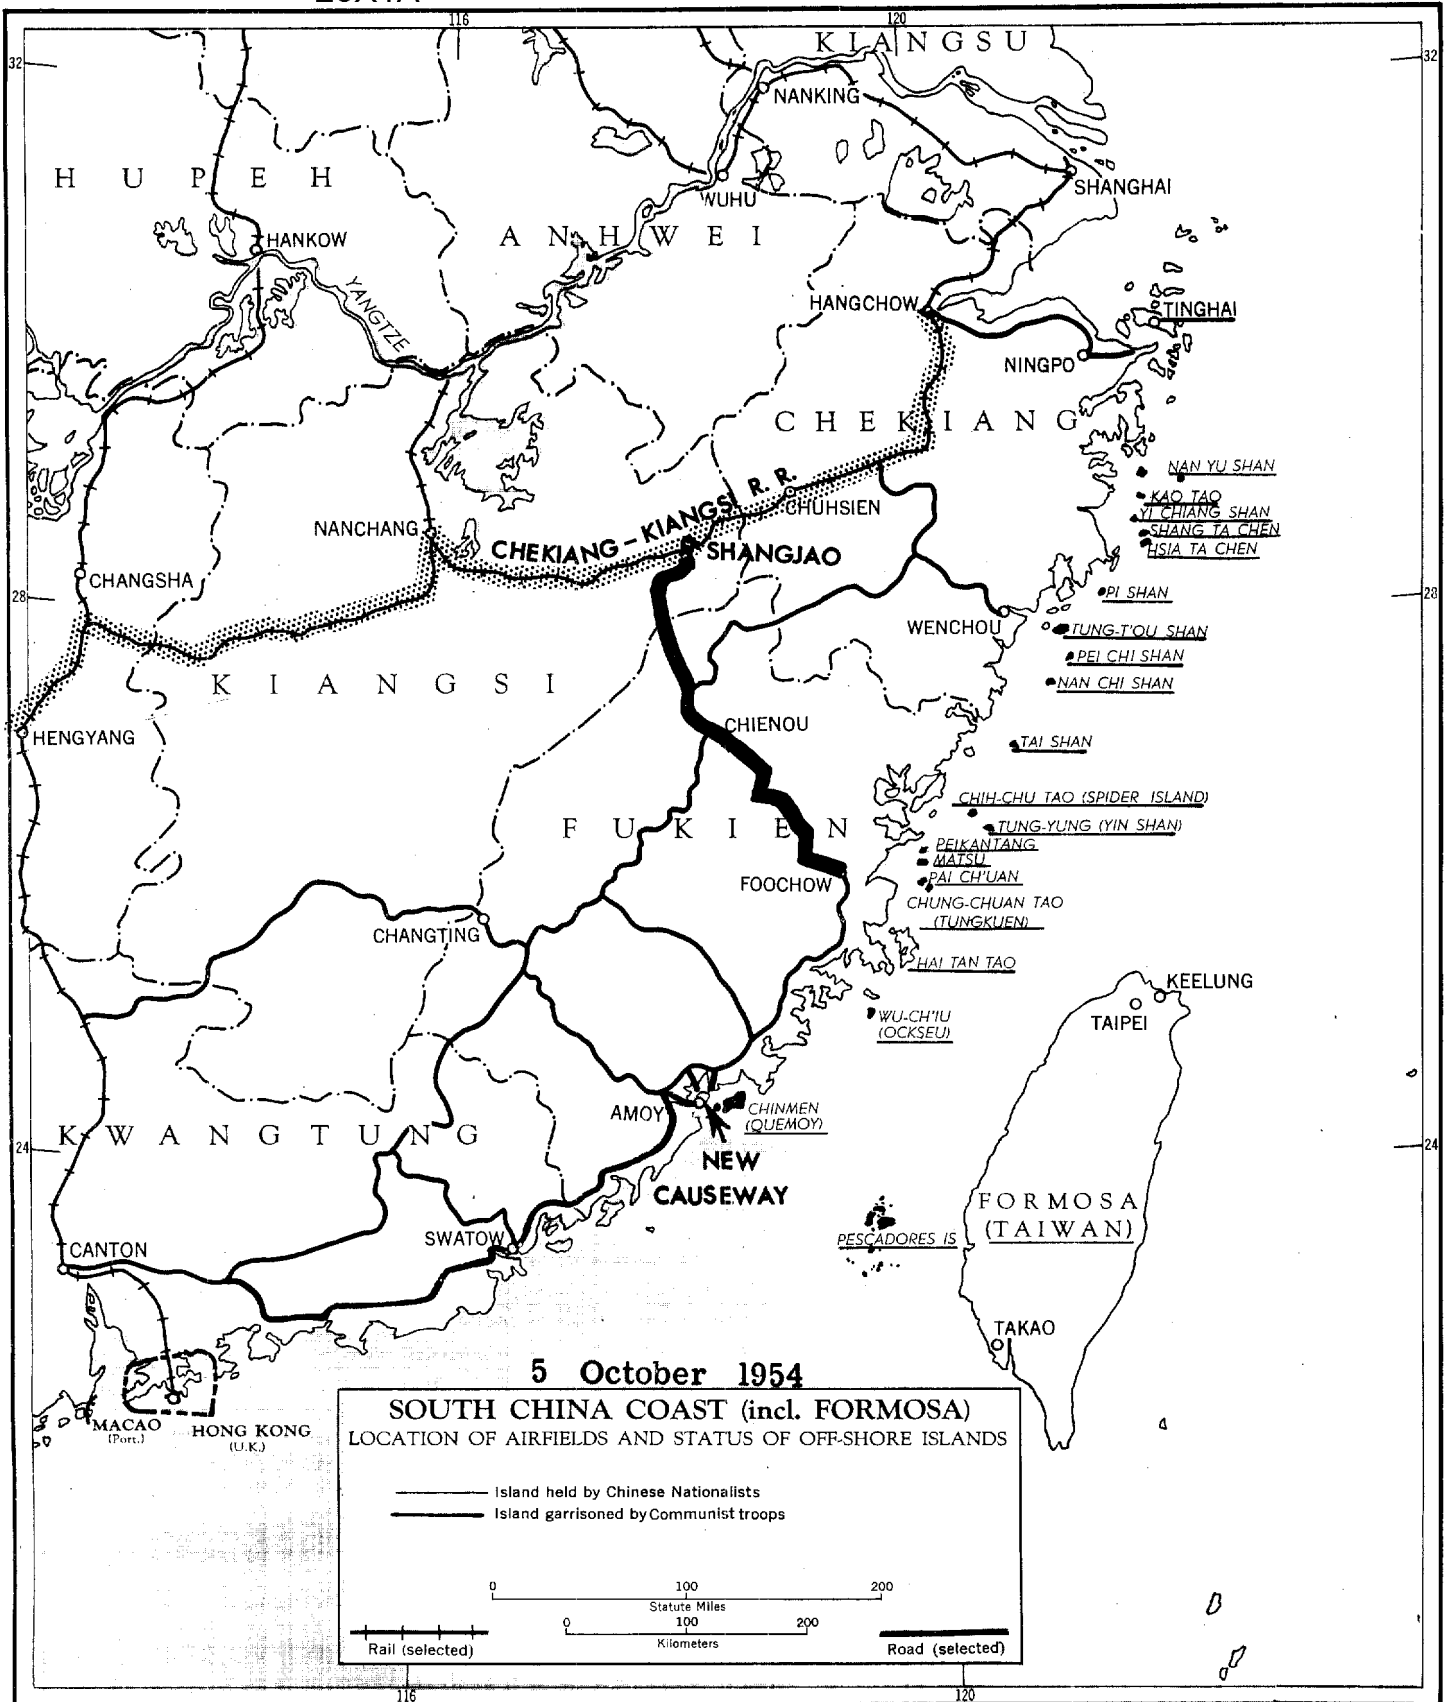 116
120
KIANGSU
32
32
NANKING
HUPEH
WUHU
SHANGHAI
HANKOW
ANHWEI
YANGTZE
HANGCHOW
TINGHAI
NINGPO
CHEKIANG
NAN YU SHAN
KAO TAO
YI CHIANG SHAN
SHANG TA CHEN
HSIA TA CHEN
CHUHSIEN
NANCHANG
CHEKIANG-KIANGSI R. R.
SHANGJAO
CHANGSHA
28
28
PI SHAN
WENCHOU
TUNG-T'OU SHAN
PEI CHI SHAN
NAN CHI SHAN
KIANGSI
HENGYANG
CHIENOU
TAI SHAN
CHIH-CHU TAO (SPIDER ISLAND)
FUKIEN
TUNG-YUNG (YIN SHAN)
PEIKANTANG
MATSU
PAI CH'UAN
FOOCHOW
CHUNG-CHUAN TAO
(TUNGKUEN)
CHANGTING
HAI TAN TAO
KEELUNG
TAIPEI
WU-CH'IU
(OCKSEU)
AMOY
CHINMEN
(QUEMOY)
KWANGTUNG
24
24
NEW
CAUSEWAY
FORMOSA
(TAIWAN)
SWATOW
PESCADORES IS
CANTON
TAKAO
MACAO
(Port.)
HONG KONG
(U.K.)
5 October 1954
SOUTH CHINA COAST (incl. FORMOSA)
LOCATION OF AIRFIELDS AND STATUS OF OFF-SHORE ISLANDS
Island held by Chinese Nationalists
Island garrisoned by Communist troops
0 100 200
Statute Miles
0 100 200
Kilometers
Rail (selected)
Road (selected)
116
120